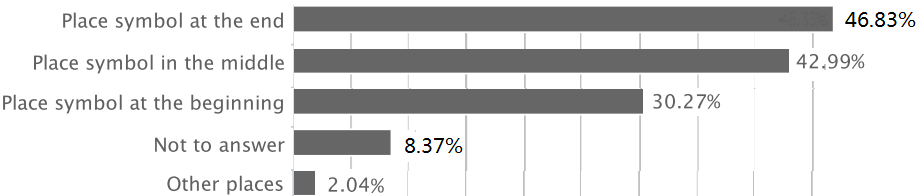 Place symbol at the end 46.83%
Place symbol in the middle 42.99%
Place symbol at the beginning 30.27%
Not to answer 8.37%
Other places 2.04%